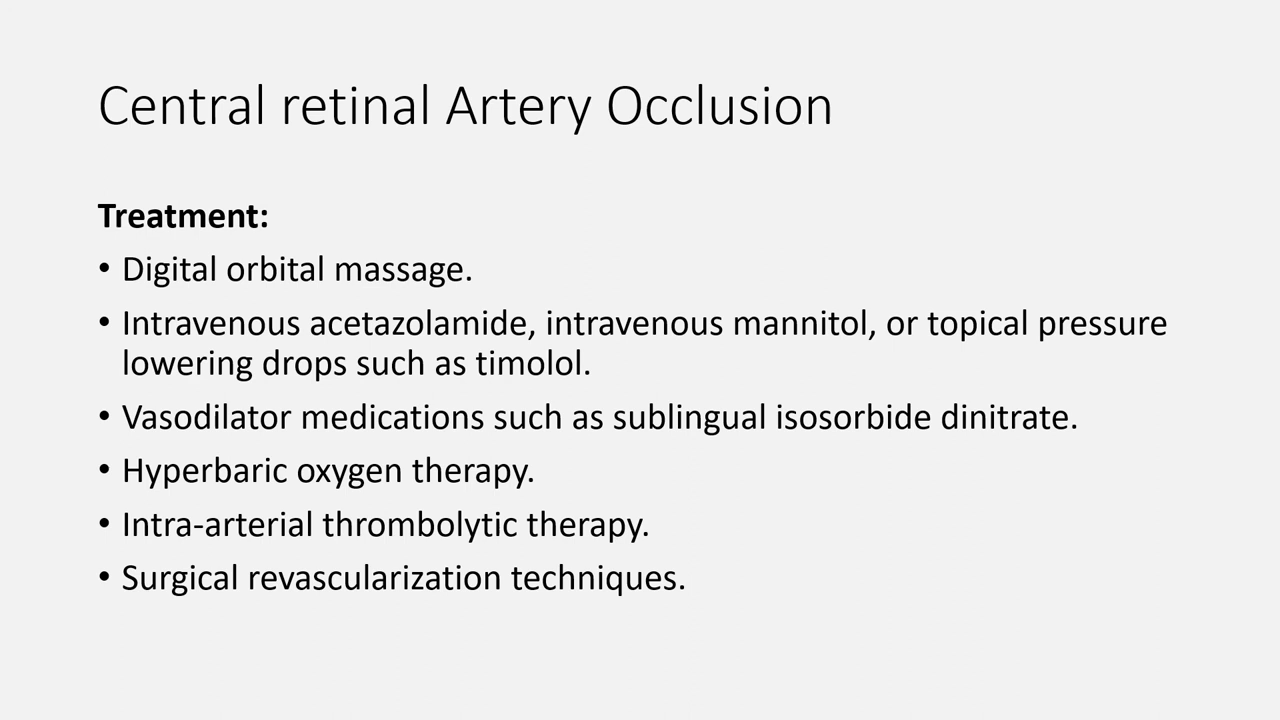 Central retinal Artery Occlusion
Treatment:
• Digital orbital massage.
• Intravenous acetazolamide, intravenous mannitol, or topical pressure
lowering drops such as timolol.
• Vasodilator medications such as sublingual isosorbide dinitrate.
• Hyperbaric oxygen therapy.
• Intra-arterial thrombolytic therapy.
• Surgical revascularization techniques.